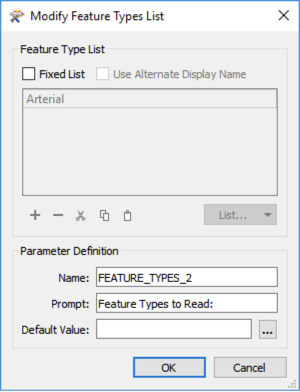 Modify Feature Types List
Feature Type List
Fixed List Use Alternate Display Name
Arterial
List...
Parameter Definition
Name: FEATURE_TYPES_2
Prompt: Feature Types to Read:
Default Value: ...
OK Cancel